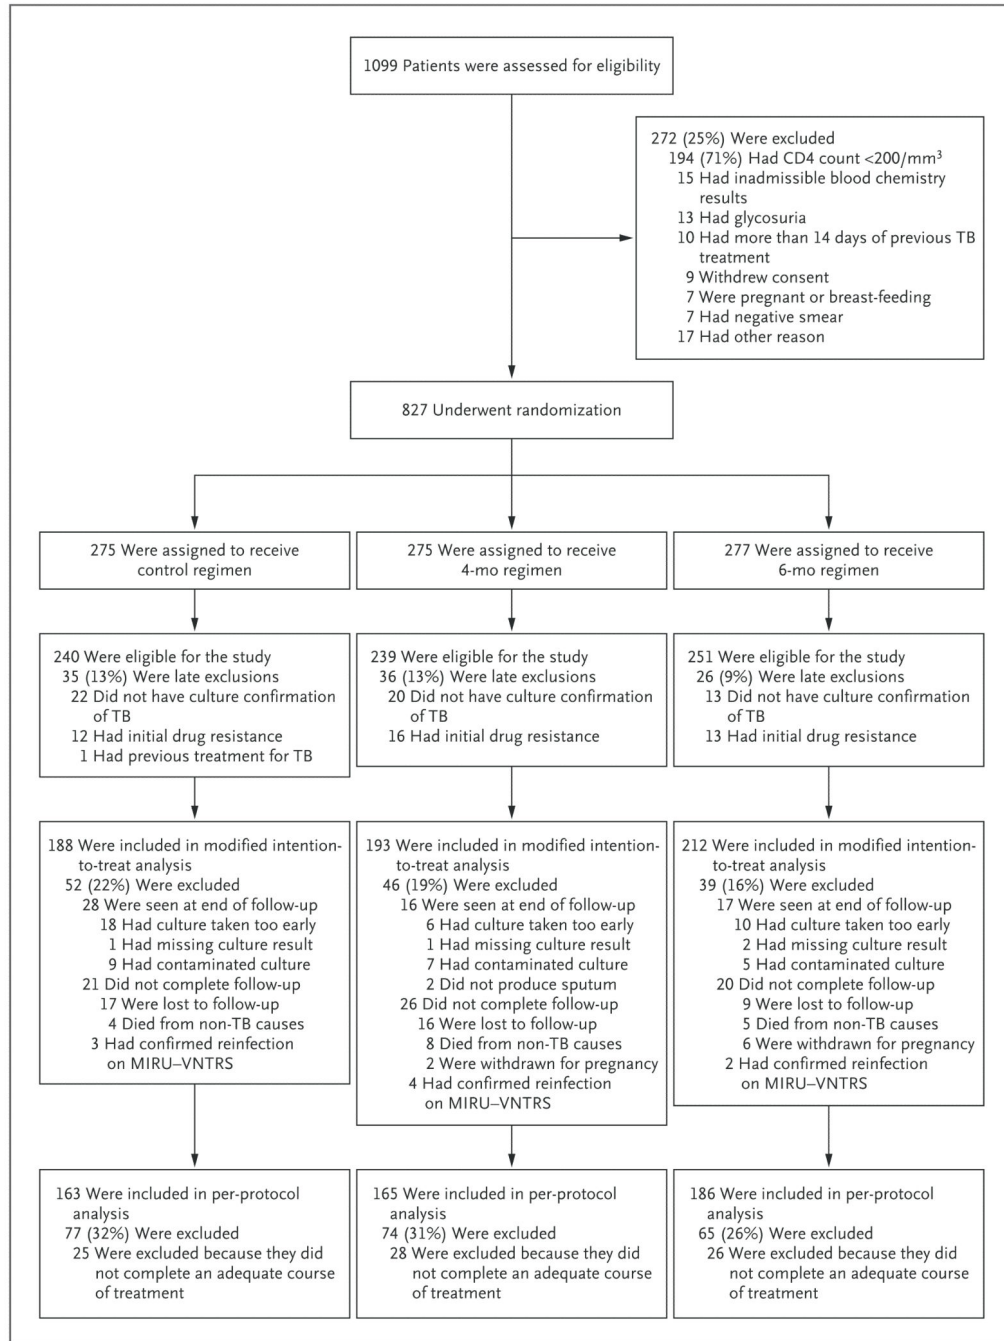 1099 Patients were assessed for eligibility
272 (25%) Were excluded
194 (71%) Had CD4 count <200/mm³
15 Had inadmissible blood chemistry
results
13 Had glycosuria
10 Had more than 14 days of previous TB
treatment
9 Withdrew consent
7 Were pregnant or breast-feeding
7 Had negative smear
17 Had other reason
827 Underwent randomization
275 Were assigned to receive
control regimen
275 Were assigned to receive
4-mo regimen
277 Were assigned to receive
6-mo regimen
240 Were eligible for the study
35 (13%) Were late exclusions
22 Did not have culture confirmation
of TB
12 Had initial drug resistance
1 Had previous treatment for TB
239 Were eligible for the study
36 (13%) Were late exclusions
20 Did not have culture confirmation
of TB
16 Had initial drug resistance
251 Were eligible for the study
26 (9%) Were late exclusions
13 Did not have culture confirmation
of TB
13 Had initial drug resistance
188 Were included in modified intention-
to-treat analysis
52 (22%) Were excluded
28 Were seen at end of follow-up
18 Had culture taken too early
1 Had missing culture result
9 Had contaminated culture
21 Did not complete follow-up
17 Were lost to follow-up
4 Died from non-TB causes
3 Had confirmed reinfection
on MIRU–VNTRS
193 Were included in modified intention-
to-treat analysis
46 (19%) Were excluded
16 Were seen at end of follow-up
6 Had culture taken too early
1 Had missing culture result
7 Had contaminated culture
2 Did not produce sputum
26 Did not complete follow-up
16 Were lost to follow-up
8 Died from non-TB causes
2 Were withdrawn for pregnancy
4 Had confirmed reinfection
on MIRU–VNTRS
212 Were included in modified intention-
to-treat analysis
39 (16%) Were excluded
17 Were seen at end of follow-up
10 Had culture taken too early
2 Had missing culture result
5 Had contaminated culture
20 Did not complete follow-up
9 Were lost to follow-up
5 Died from non-TB causes
6 Were withdrawn for pregnancy
2 Had confirmed reinfection
on MIRU–VNTRS
163 Were included in per-protocol
analysis
77 (32%) Were excluded
25 Were excluded because they did
not complete an adequate course
of treatment
165 Were included in per-protocol
analysis
74 (31%) Were excluded
28 Were excluded because they did
not complete an adequate course
of treatment
186 Were included in per-protocol
analysis
65 (26%) Were excluded
26 Were excluded because they did
not complete an adequate course
of treatment